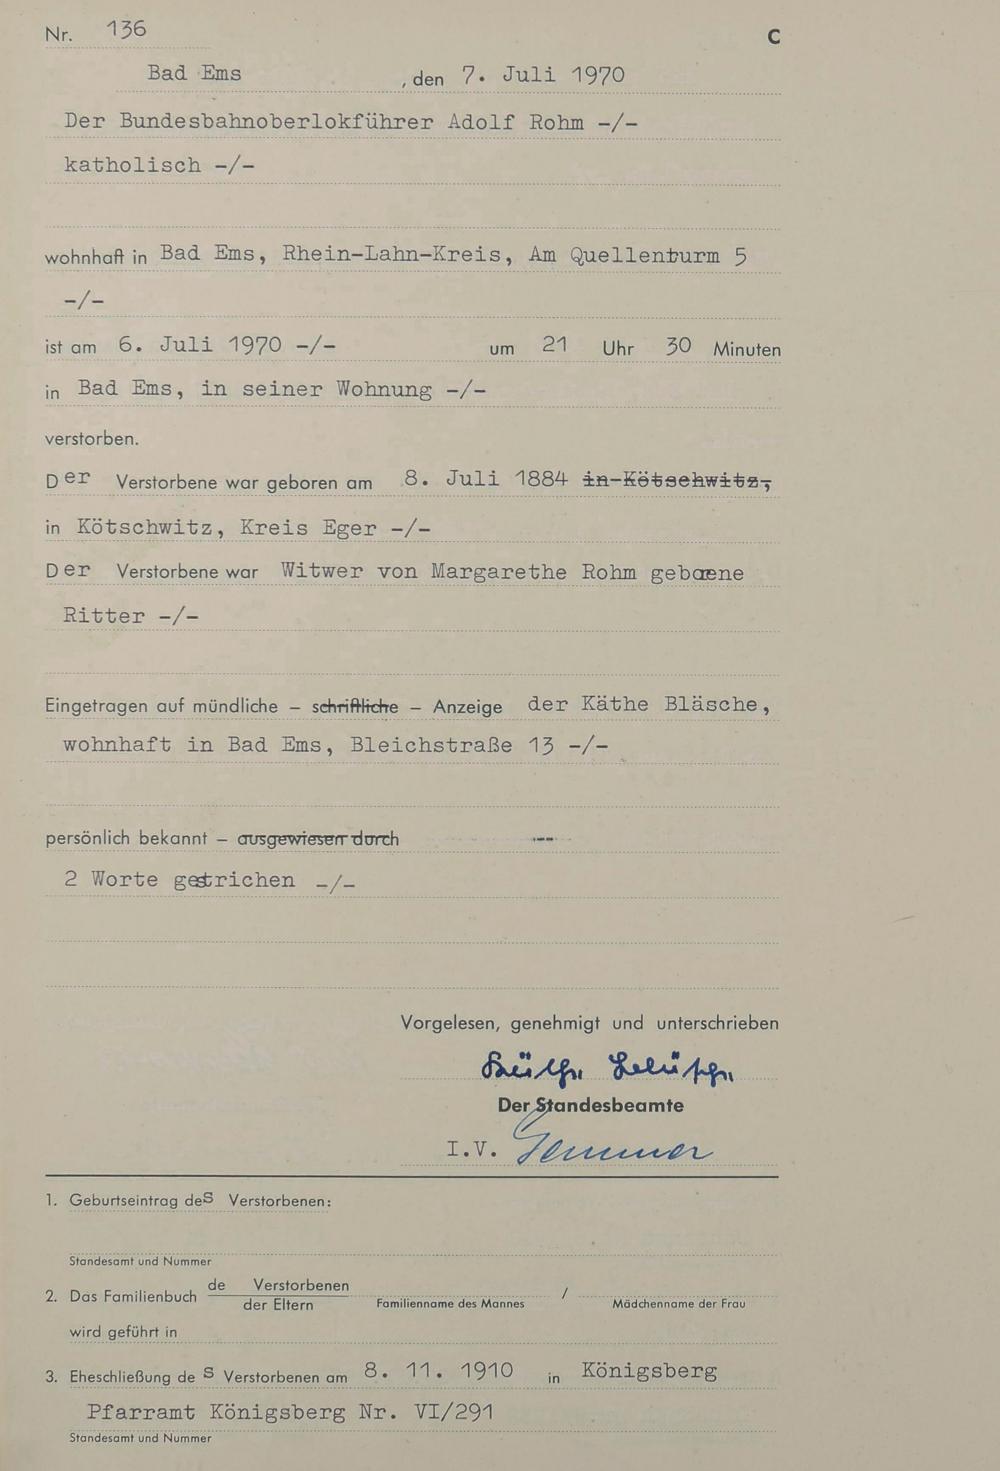 Nr. 136 C
Bad Ems , den 7. Juli 1970
Der Bundesbahnoberlokführer Adolf Rohm -/-
katholisch -/-
wohnhaft in Bad Ems, Rhein-Lahn-Kreis, Am Quellenturm 5
-/-
ist am 6. Juli 1970 -/- um 21 Uhr 30 Minuten
in Bad Ems, in seiner Wohnung -/-
verstorben.
Der Verstorbene war geboren am 8. Juli 1884 in Kötschwitz,
in Kötschwitz, Kreis Eger -/-
Der Verstorbene war Witwer von Margarethe Rohm geborene
Ritter -/-
Eingetragen auf mündliche – schriftliche – Anzeige der Käthe Bläsche,
wohnhaft in Bad Ems, Bleichstraße 13 -/-
persönlich bekannt – ausgewiesen durch ---
2 Worte gestrichen -/-
Vorgelesen, genehmigt und unterschrieben
Käthe
Der Standesbeamte
I.V.
1. Geburtseintrag des Verstorbenen:
Standesamt und Nummer
2. Das Familienbuch de Verstorbenen / der Eltern Familienname des Mannes / Mädchenname der Frau
wird geführt in
3. Eheschließung des Verstorbenen am 8. 11. 1910 in Königsberg
Pfarramt Königsberg Nr. VI/291
Standesamt und Nummer